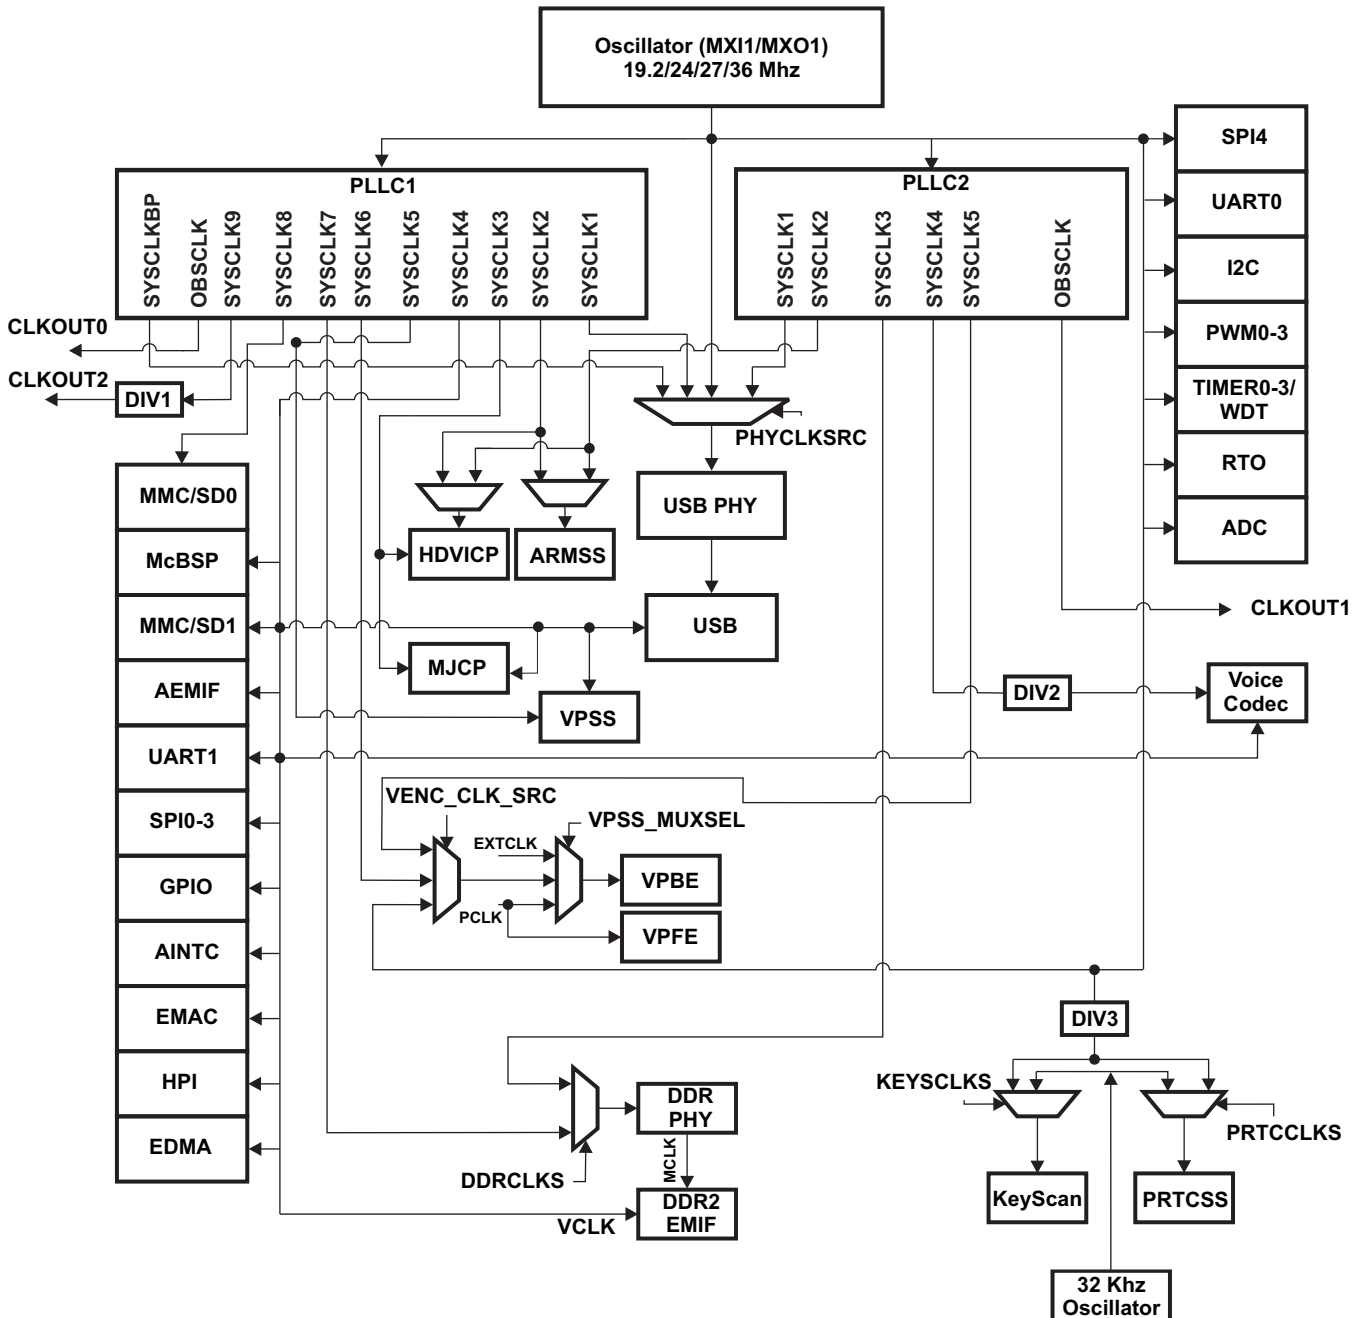 Oscillator (MXI1/MXO1)
19.2/24/27/36 Mhz
PLLC1
SYSCLKBP
OBSCLK
SYSCLK9
SYSCLK8
SYSCLK7
SYSCLK6
SYSCLK5
SYSCLK4
SYSCLK3
SYSCLK2
SYSCLK1
PLLC2
SYSCLK1
SYSCLK2
SYSCLK3
SYSCLK4
SYSCLK5
OBSCLK
SPI4
UART0
I2C
PWM0-3
TIMER0-3/
WDT
RTO
ADC
CLKOUT0
CLKOUT2
DIV1
PHYCLKSRC
MMC/SD0
McBSP
MMC/SD1
AEMIF
UART1
SPI0-3
GPIO
AINTC
EMAC
HPI
EDMA
HDVICP
ARMSS
USB PHY
USB
MJCP
VPSS
CLKOUT1
DIV2
Voice
Codec
VENC_CLK_SRC
VPSS_MUXSEL
EXTCLK
PCLK
VPBE
VPFE
DIV3
KEYSCLKS
PRTCCLKS
DDR
PHY
MCLK
DDRCLKS
DDR2
EMIF
VCLK
KeyScan
PRTCSS
32 Khz
Oscillator